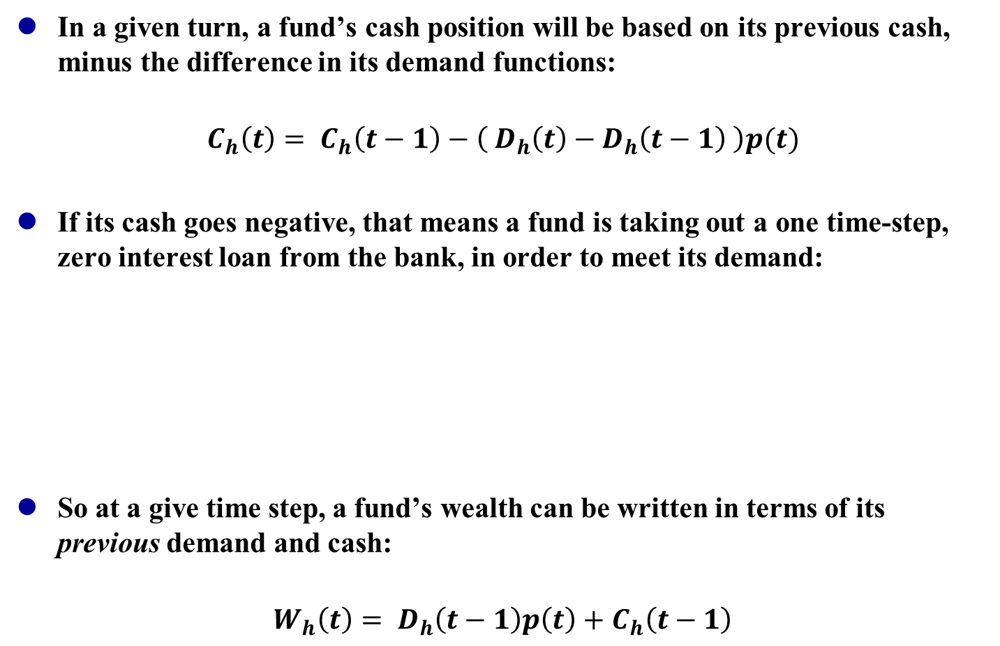 ● In a given turn, a fund’s cash position will be based on its previous cash,
minus the difference in its demand functions:
C_h(t) = C_h(t − 1) − ( D_h(t) − D_h(t − 1) )p(t)
● If its cash goes negative, that means a fund is taking out a one time-step,
zero interest loan from the bank, in order to meet its demand:
● So at a give time step, a fund’s wealth can be written in terms of its
previous demand and cash:
W_h(t) = D_h(t − 1)p(t) + C_h(t − 1)